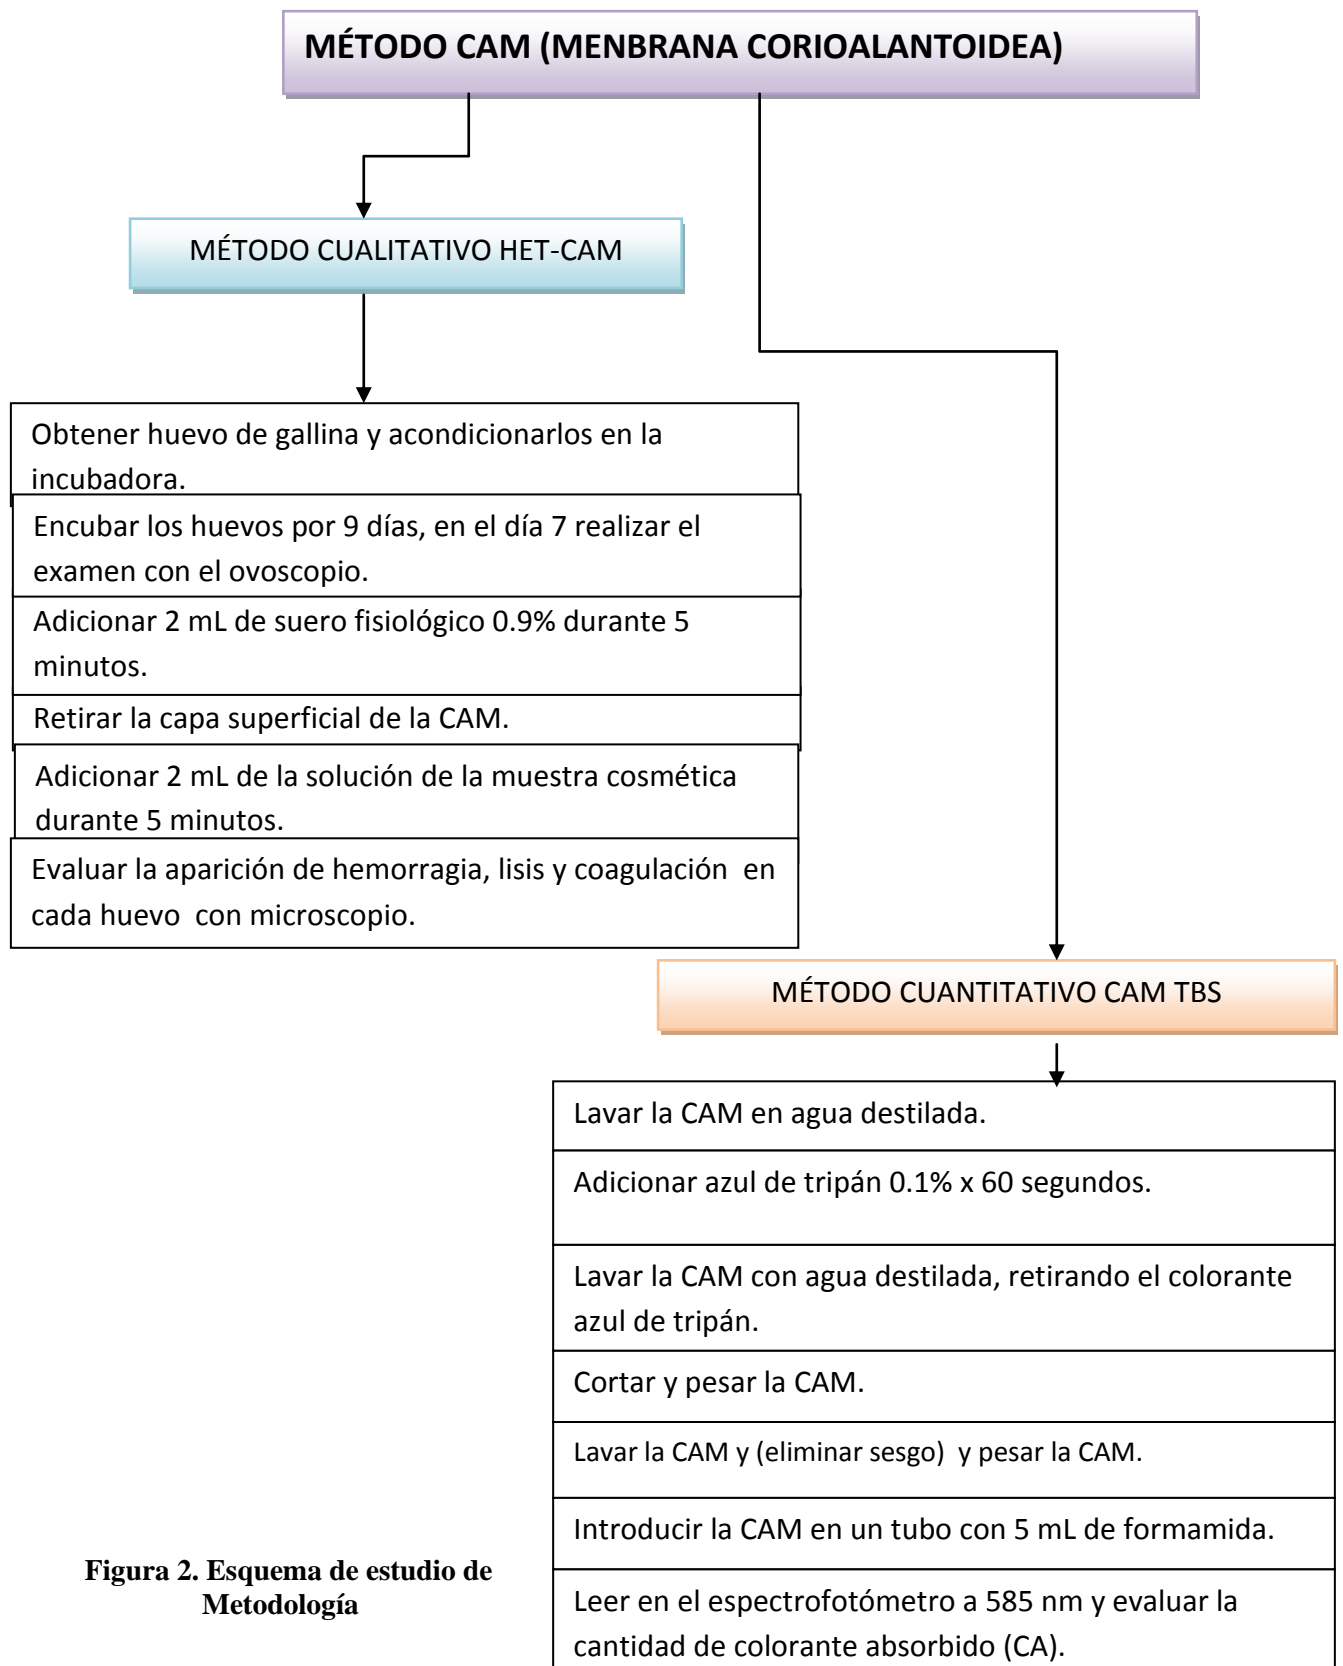 MÉTODO CAM (MENBRANA CORIOALANTOIDEA)
MÉTODO CUALITATIVO HET-CAM
Obtener huevo de gallina y acondicionarlos en la
incubadora.
Encubar los huevos por 9 días, en el día 7 realizar el
examen con el ovoscopio.
Adicionar 2 mL de suero fisiológico 0.9% durante 5
minutos.
Retirar la capa superficial de la CAM.
Adicionar 2 mL de la solución de la muestra cosmética
durante 5 minutos.
Evaluar la aparición de hemorragia, lisis y coagulación en
cada huevo con microscopio.
MÉTODO CUANTITATIVO CAM TBS
Lavar la CAM en agua destilada.
Adicionar azul de tripán 0.1% x 60 segundos.
Lavar la CAM con agua destilada, retirando el colorante
azul de tripán.
Cortar y pesar la CAM.
Lavar la CAM y (eliminar sesgo) y pesar la CAM.
Introducir la CAM en un tubo con 5 mL de formamida.
Leer en el espectrofotómetro a 585 nm y evaluar la
cantidad de colorante absorbido (CA).
Figura 2. Esquema de estudio de
Metodología